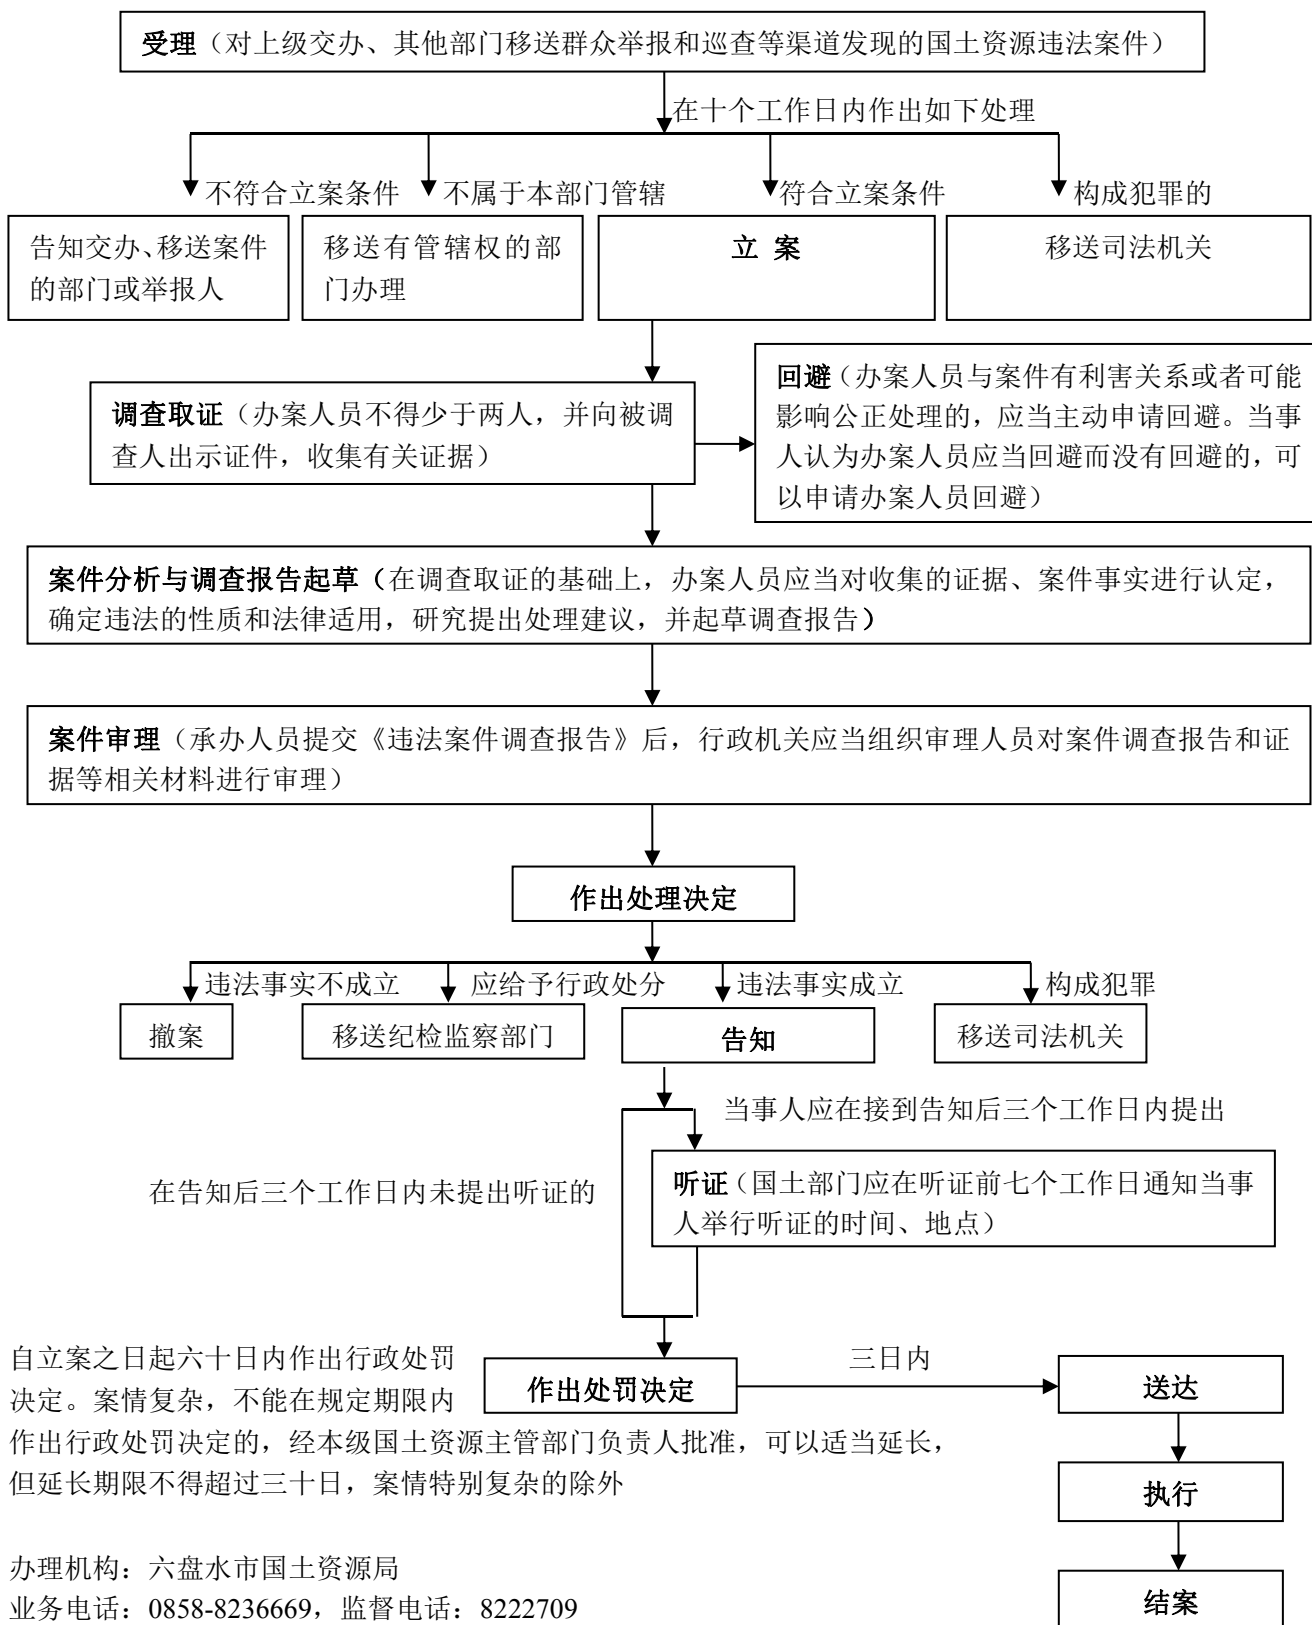 受理（对上级交办、其他部门移送群众举报和巡查等渠道发现的国土资源违法案件）
在十个工作日内作出如下处理
不符合立案条件
不属于本部门管辖
符合立案条件
构成犯罪的
告知交办、移送案件
的部门或举报人
移送有管辖权的部
门办理
立 案
移送司法机关
回避（办案人员与案件有利害关系或者可能
影响公正处理的，应当主动申请回避。当事
人认为办案人员应当回避而没有回避的，可
以申请办案人员回避）
调查取证（办案人员不得少于两人，并向被调
查人出示证件，收集有关证据）
案件分析与调查报告起草（在调查取证的基础上，办案人员应当对收集的证据、案件事实进行认定，
确定违法的性质和法律适用，研究提出处理建议，并起草调查报告）
案件审理（承办人员提交《违法案件调查报告》后，行政机关应当组织审理人员对案件调查报告和证
据等相关材料进行审理）
作出处理决定
违法事实不成立
应给予行政处分
违法事实成立
构成犯罪
撤案
移送纪检监察部门
告知
移送司法机关
当事人应在接到告知后三个工作日内提出
在告知后三个工作日内未提出听证的
听证（国土部门应在听证前七个工作日通知当事
人举行听证的时间、地点）
自立案之日起六十日内作出行政处罚
决定。案情复杂，不能在规定期限内
作出行政处罚决定的，经本级国土资源主管部门负责人批准，可以适当延长，
但延长期限不得超过三十日，案情特别复杂的除外
作出处罚决定
三日内
送达
执行
结案
办理机构：六盘水市国土资源局
业务电话：0858-8236669，监督电话：8222709